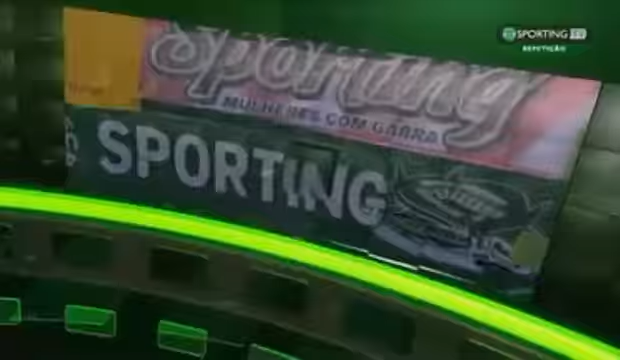 SPORTING TV
REPETIÇÃO
Sporting
MULHERES COM GARRA
SPORTING